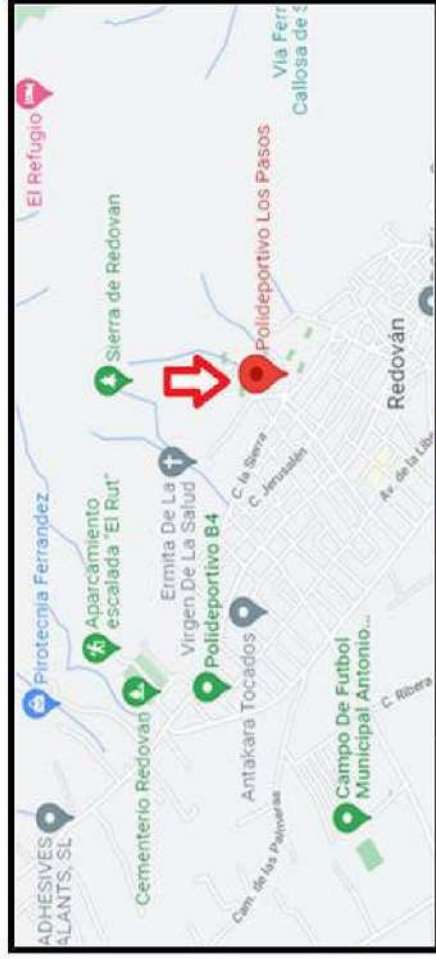 El Refugio
Via Ferr
Callosa de S
Sierra de Redovan
Polideportivo Los Pasos
Pirotecnia Ferrandez
Aparcamiento
escalada "El Rut"
Ermita De La
Virgen De La Salud
C. la Sierra
C. Jerusalén
Redován
ADHESIVES
ALANTS, SL
Cementerio Redovan
Polideportivo B4
Antakara Tocados
Av. de la Libe
Cam. de las Palmeras
Campo De Futbol
Municipal Antonio...
C. Ribera